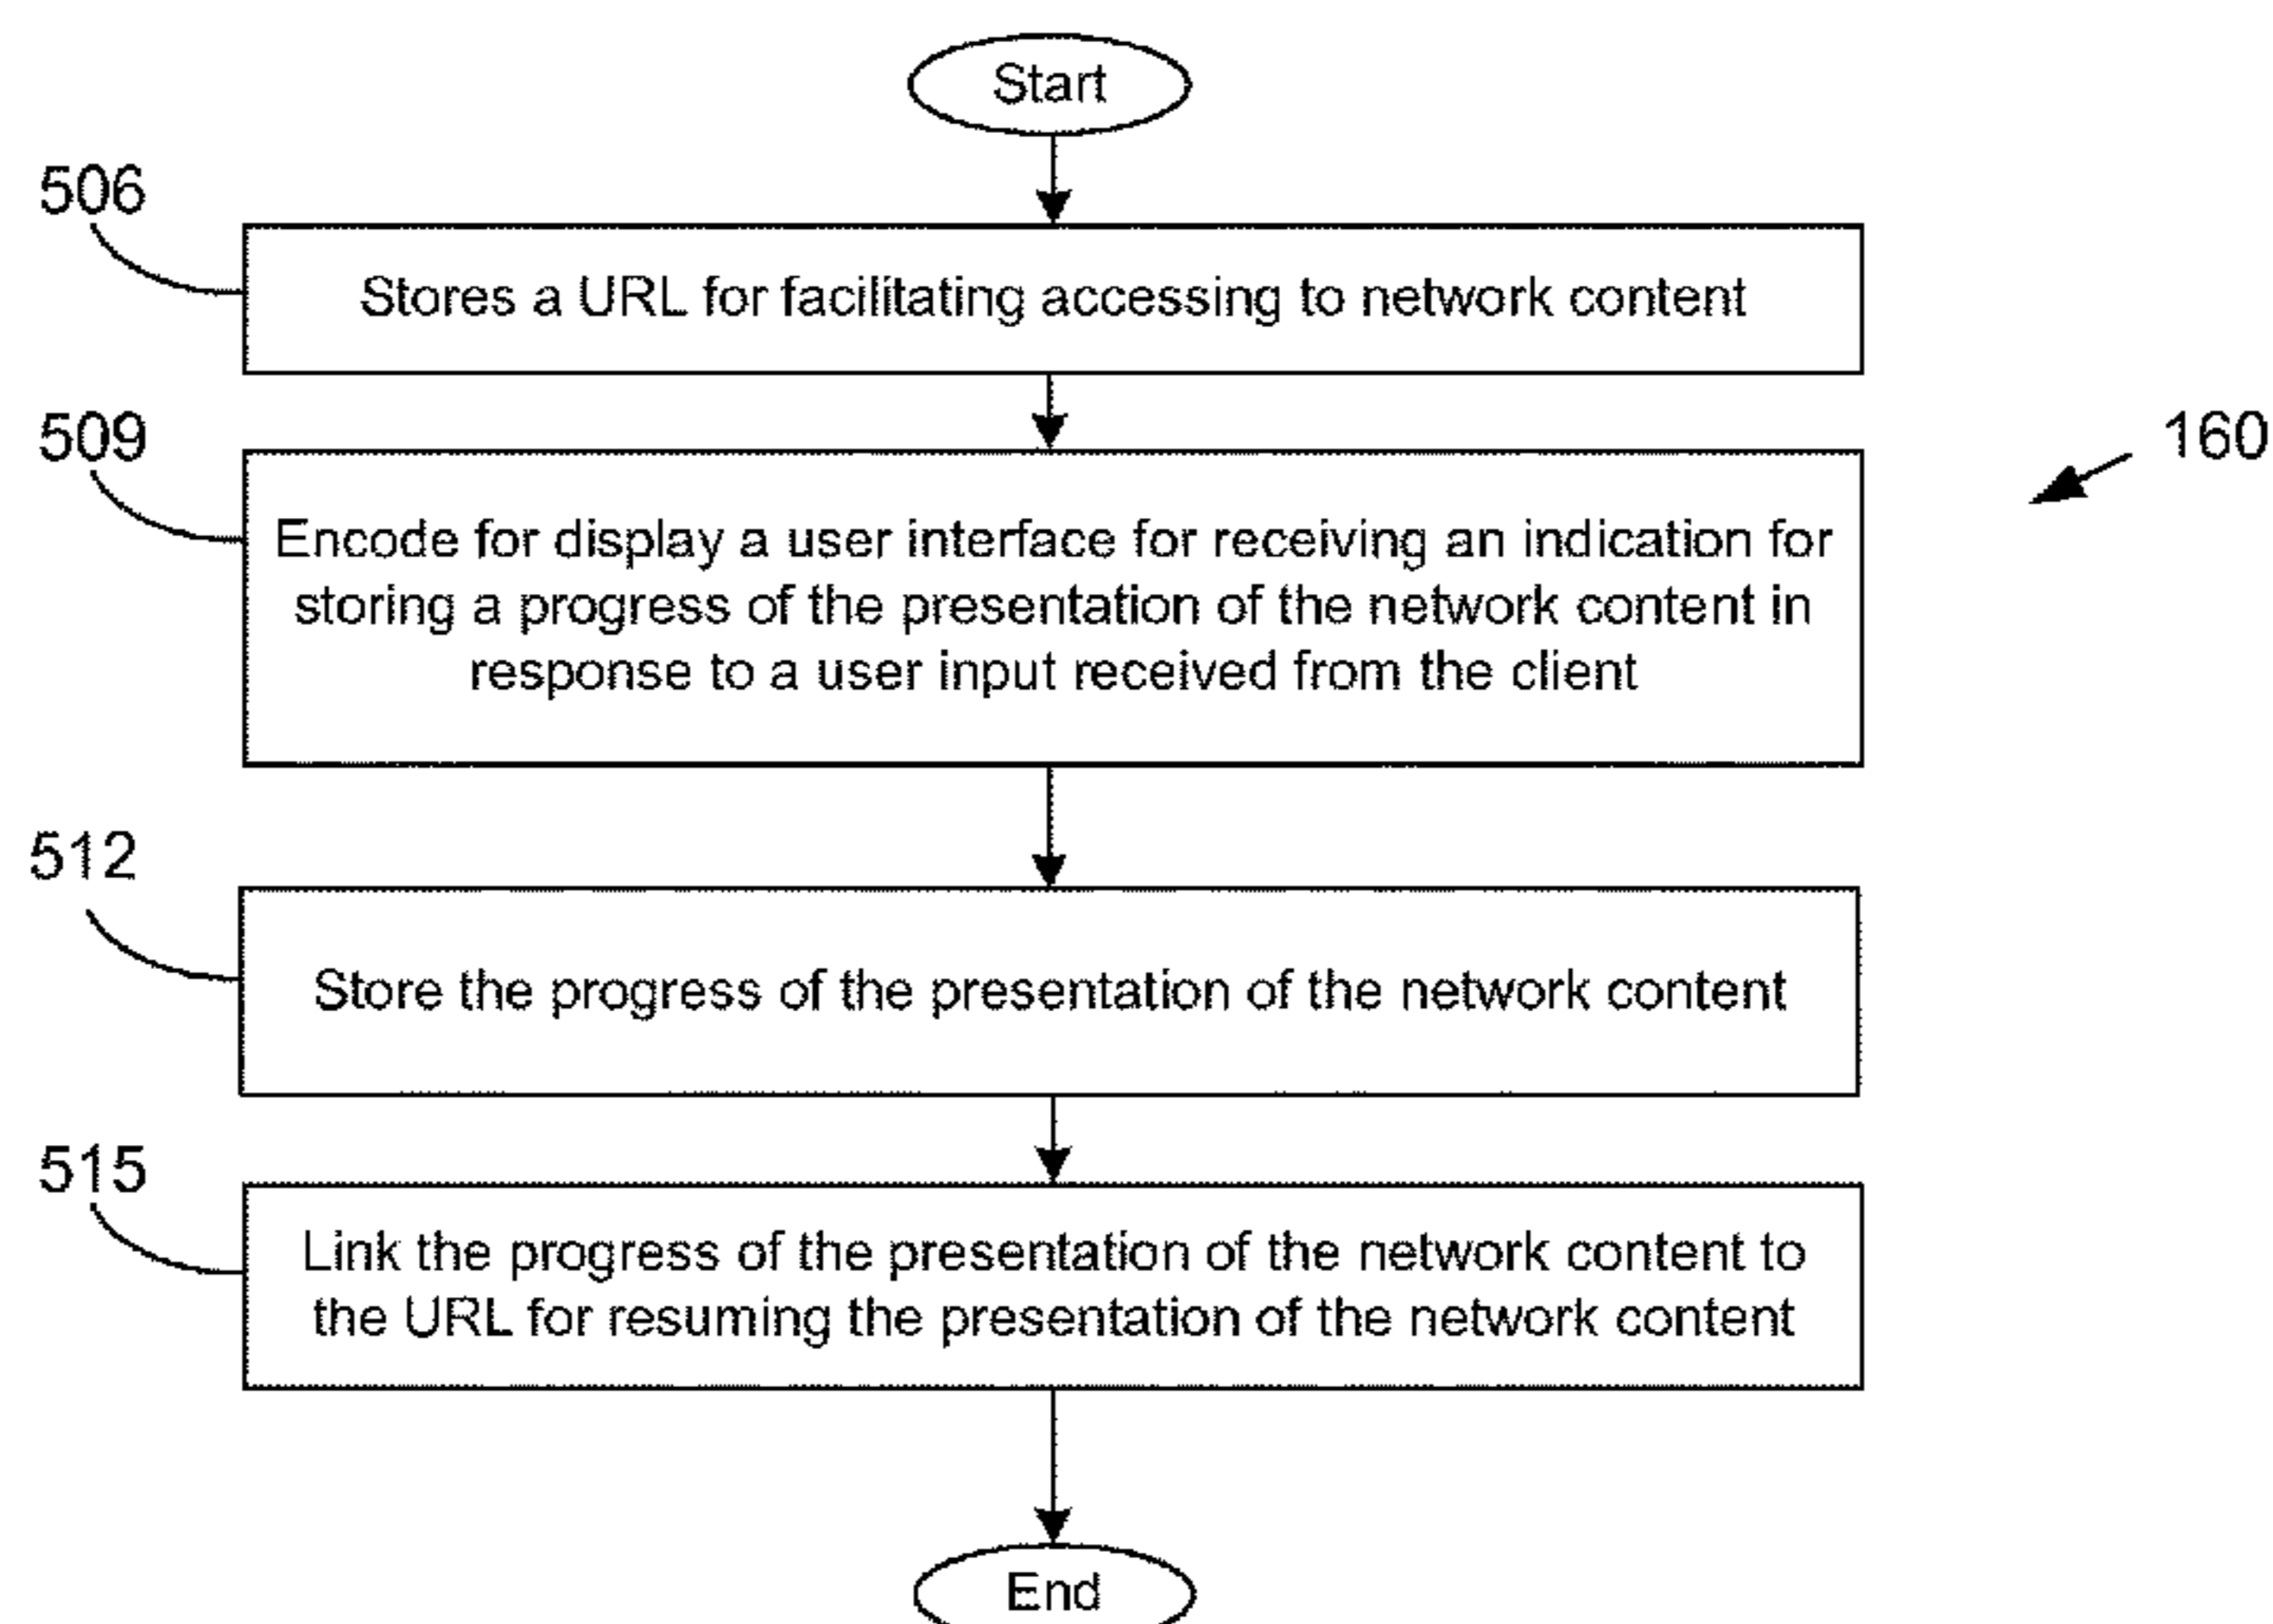 Start
506
Stores a URL for facilitating accessing to network content
509
160
Encode for display a user interface for receiving an indication for
storing a progress of the presentation of the network content in
response to a user input received from the client
512
Store the progress of the presentation of the network content
515
Link the progress of the presentation of the network content to
the URL for resuming the presentation of the network content
End